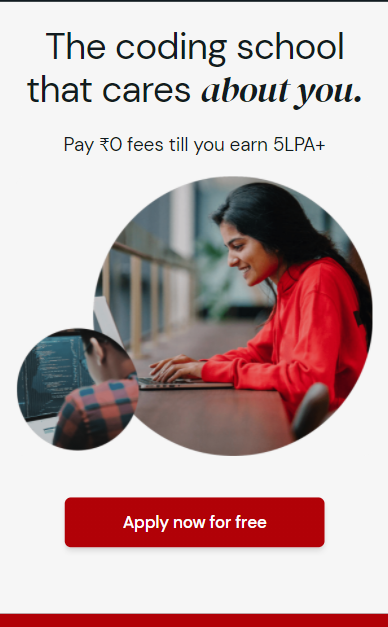 The coding school
that cares about you.
Pay ₹0 fees till you earn 5LPA+
Apply now for free